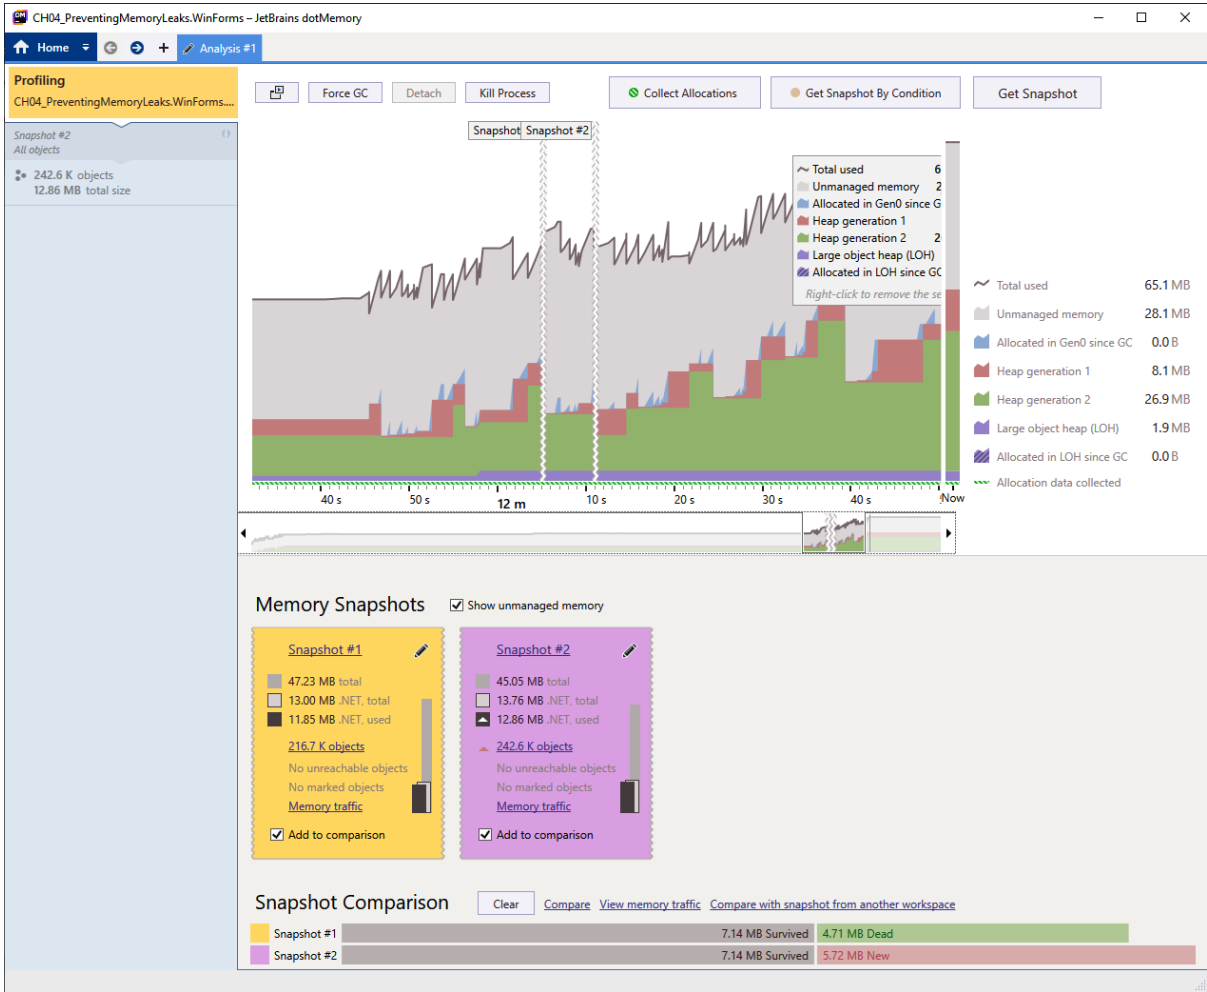 CH04_PreventingMemoryLeaks.WinForms – JetBrains dotMemory
Home
Analysis #1
Profiling
CH04_PreventingMemoryLeaks.WinForms....
Snapshot #2
All objects
242.6 K objects
12.86 MB total size
Force GC
Detach
Kill Process
Collect Allocations
Get Snapshot By Condition
Get Snapshot
Snapshot
Snapshot #2
Total used 6
Unmanaged memory 2
Allocated in Gen0 since G
Heap generation 1
Heap generation 2 2
Large object heap (LOH)
Allocated in LOH since GC
Right-click to remove the se
Total used 65.1 MB
Unmanaged memory 28.1 MB
Allocated in Gen0 since GC 0.0 B
Heap generation 1 8.1 MB
Heap generation 2 26.9 MB
Large object heap (LOH) 1.9 MB
Allocated in LOH since GC 0.0 B
Allocation data collected
40 s 50 s 12 m 10 s 20 s 30 s 40 s Now
Memory Snapshots
Show unmanaged memory
Snapshot #1
47.23 MB total
13.00 MB .NET, total
11.85 MB .NET, used
216.7 K objects
No unreachable objects
No marked objects
Memory traffic
Add to comparison
Snapshot #2
45.05 MB total
13.76 MB .NET, total
12.86 MB .NET, used
242.6 K objects
No unreachable objects
No marked objects
Memory traffic
Add to comparison
Snapshot Comparison
Clear
Compare
View memory traffic
Compare with snapshot from another workspace
Snapshot #1 7.14 MB Survived 4.71 MB Dead
Snapshot #2 7.14 MB Survived 5.72 MB New